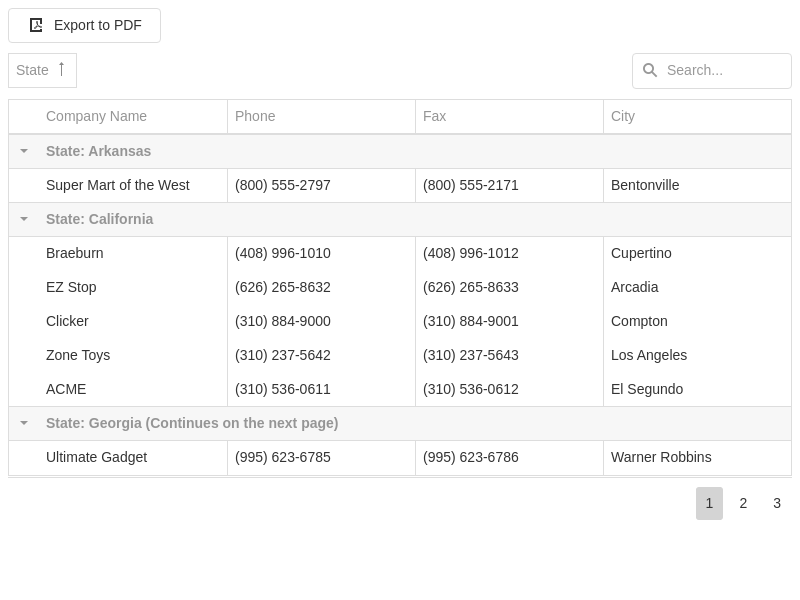 Export to PDF
State
Search...
Company Name Phone Fax City
State: Arkansas
Super Mart of the West (800) 555-2797 (800) 555-2171 Bentonville
State: California
Braeburn (408) 996-1010 (408) 996-1012 Cupertino
EZ Stop (626) 265-8632 (626) 265-8633 Arcadia
Clicker (310) 884-9000 (310) 884-9001 Compton
Zone Toys (310) 237-5642 (310) 237-5643 Los Angeles
ACME (310) 536-0611 (310) 536-0612 El Segundo
State: Georgia (Continues on the next page)
Ultimate Gadget (995) 623-6785 (995) 623-6786 Warner Robbins
1 2 3